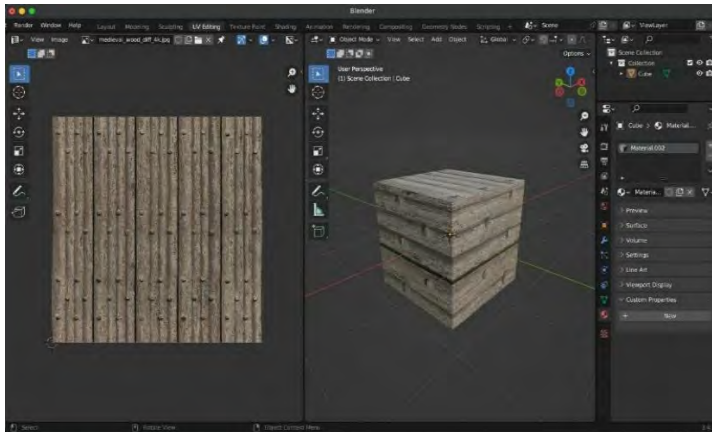 Blender
Render Window Help Layout Modeling Sculpting UV Editing Texture Paint Shading Animation Rendering Compositing Geometry Nodes Scripting + Scene ViewLayer
View Image medieval_wood_diff_4k.jpg Object Mode View Select Add Object Global
Options
User Perspective
(1) Scene Collection | Cube
Scene Collection
Collection
Cube
Cube > Material...
Material.002
Materia...
Preview
Surface
Volume
Settings
Line Art
Viewport Display
Custom Properties
+ New
Select Rotate View Object Context Menu